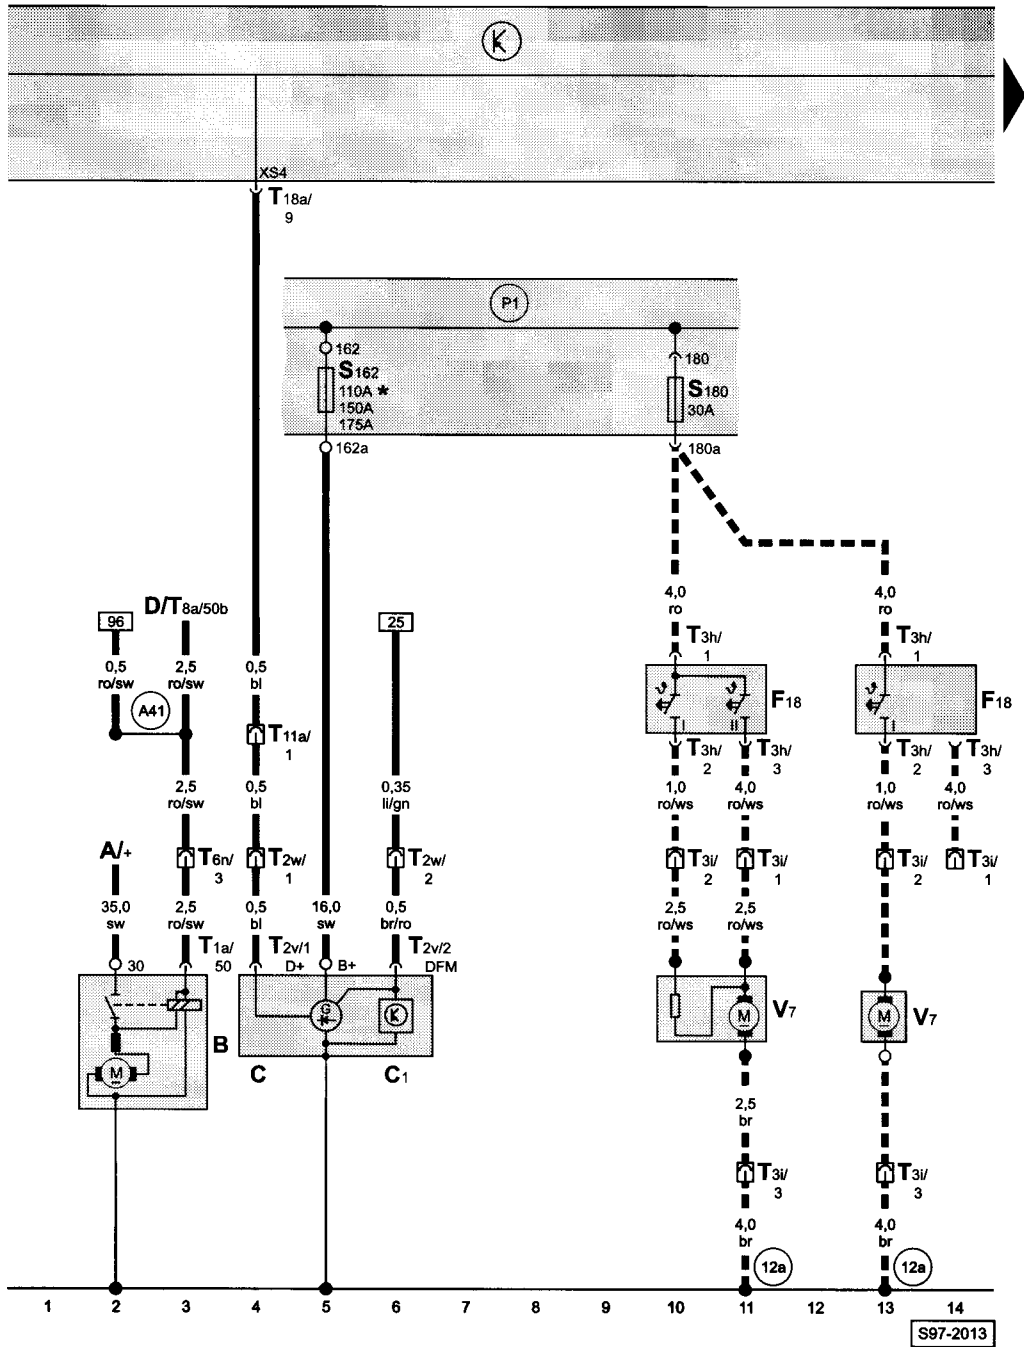 K
XS4
T18a/
9
P1
162
S162
110A *
150A
175A
162a
180
S180
30A
180a
96
D/T8a/50b
25
0,5
ro/sw
2,5
ro/sw
0,5
bl
A41
T11a/
1
4,0
ro
4,0
ro
T3h/
1
T3h/
1
F18
I
II
F18
I
T3h/
2
T3h/
3
T3h/
2
T3h/
3
2,5
ro/sw
0,5
bl
0,35
li/gn
1,0
ro/ws
4,0
ro/ws
1,0
ro/ws
4,0
ro/ws
A/+
T6n/
3
T2w/
1
T2w/
2
T3i/
2
T3i/
1
T3i/
2
T3i/
1
35,0
sw
2,5
ro/sw
0,5
bl
16,0
sw
0,5
br/ro
2,5
ro/ws
2,5
ro/ws
30
T1a/
50
T2v/1
D+
B+
T2v/2
DFM
G
K
M
B
C
C1
M
V7
M
V7
2,5
br
T3i/
3
T3i/
3
4,0
br
12a
4,0
br
12a
1 2 3 4 5 6 7 8 9 10 11 12 13 14
S97-2013